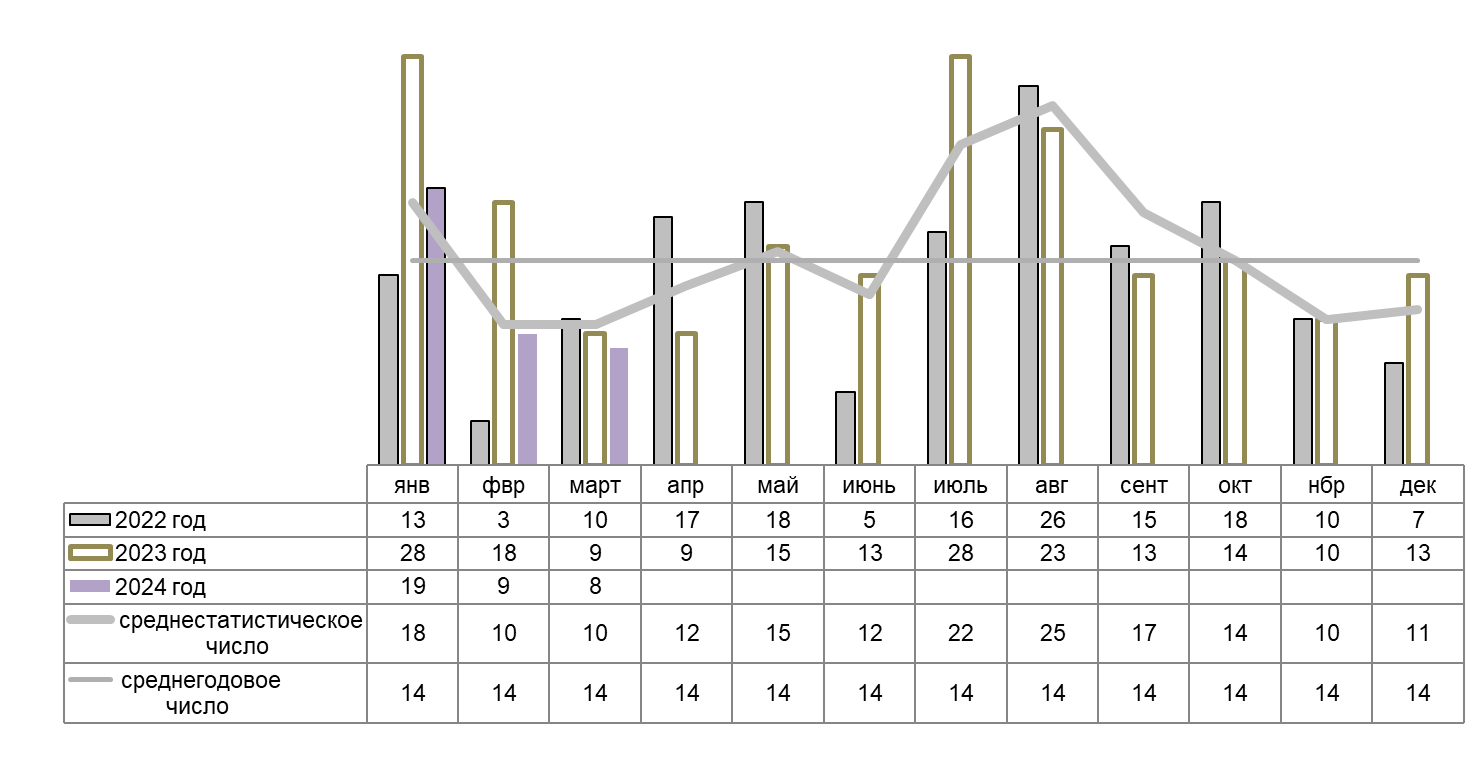 янв фвр март апр май июнь июль авг сент окт нбр дек
2022 год 13 3 10 17 18 5 16 26 15 18 10 7
2023 год 28 18 9 9 15 13 28 23 13 14 10 13
2024 год 19 9 8
среднестатистическое
число 18 10 10 12 15 12 22 25 17 14 10 11
среднегодовое
число 14 14 14 14 14 14 14 14 14 14 14 14